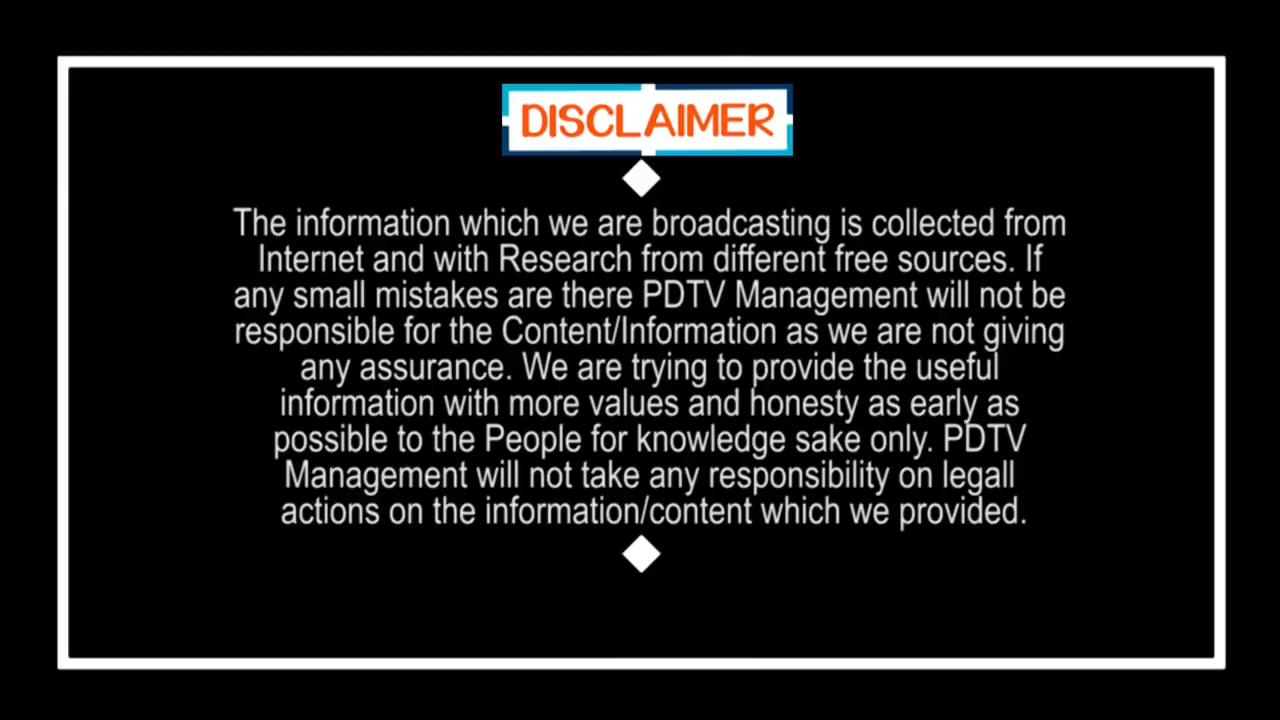 DISCLAIMER
The information which we are broadcasting is collected from
Internet and with Research from different free sources. If
any small mistakes are there PDTV Management will not be
responsible for the Content/Information as we are not giving
any assurance. We are trying to provide the useful
information with more values and honesty as early as
possible to the People for knowledge sake only. PDTV
Management will not take any responsibility on legall
actions on the information/content which we provided.